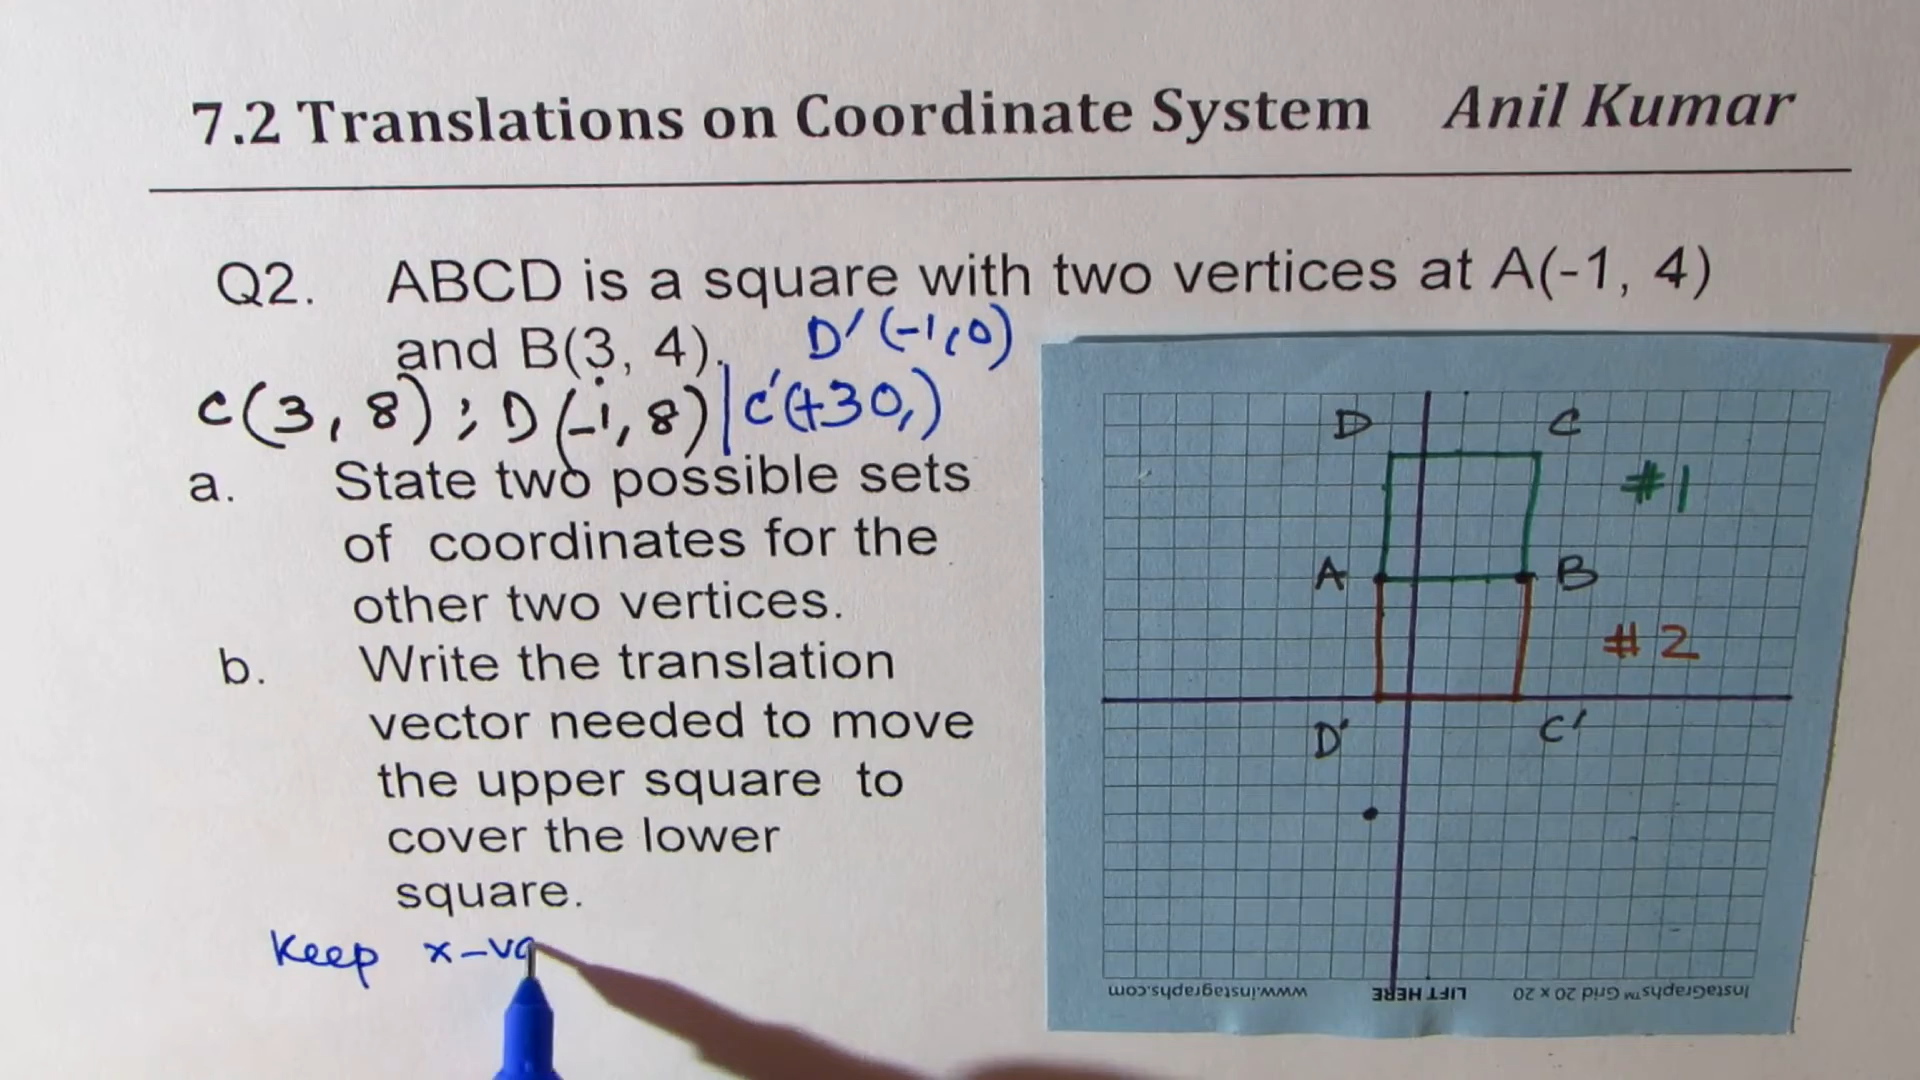 7.2 Translations on Coordinate System Anil Kumar
Q2. ABCD is a square with two vertices at A(-1, 4)
and B(3, 4). D'(-1,0)
C(3, 8) ; D(-1, 8) | C'(+30,)
a. State two possible sets
of coordinates for the
other two vertices.
b. Write the translation
vector needed to move
the upper square to
cover the lower
square.
Keep x-va
D C
#1
A B
#2
D' C'
InstaGraphs™ Grid 20 x 20 LIFT HERE www.instagraphs.com